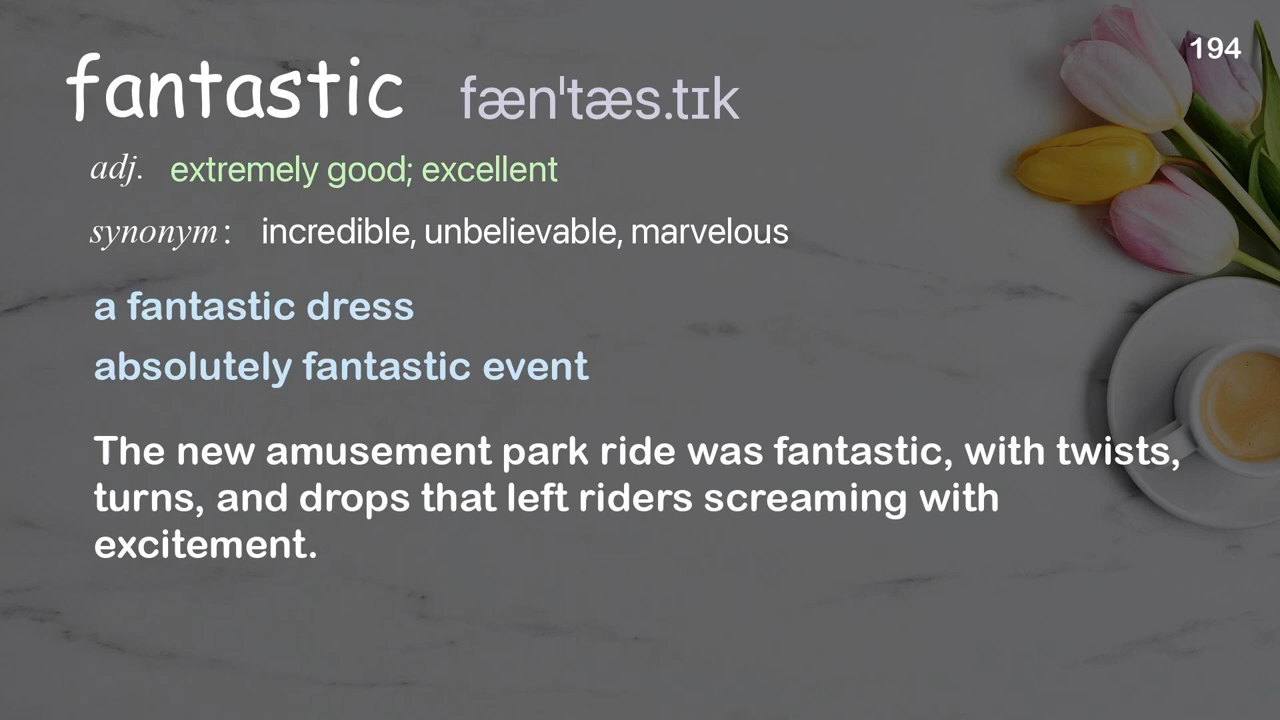 194
fantastic fæn'tæs.tɪk
adj. extremely good; excellent
synonym: incredible, unbelievable, marvelous
a fantastic dress
absolutely fantastic event
The new amusement park ride was fantastic, with twists,
turns, and drops that left riders screaming with
excitement.